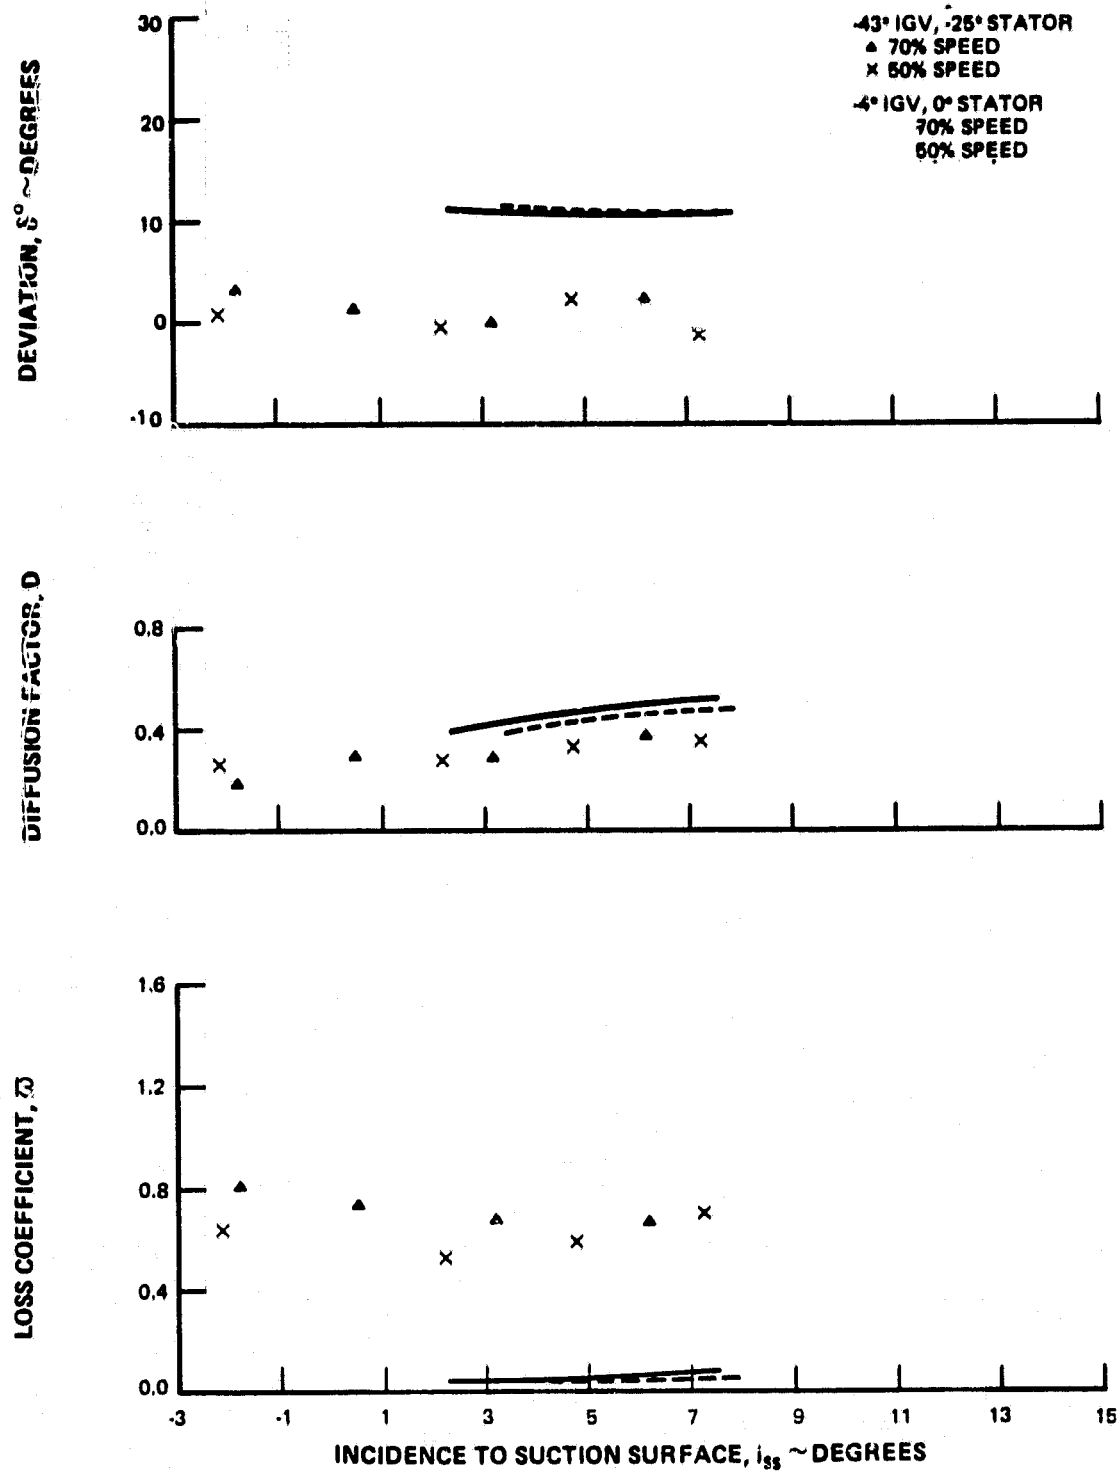 -43° IGV, -25° STATOR
▲ 70% SPEED
× 50% SPEED
-4° IGV, 0° STATOR
70% SPEED
50% SPEED
DEVIATION, δ° ~ DEGREES
30
20
10
0
-10
DIFFUSION FACTOR, D
0.8
0.4
0.0
LOSS COEFFICIENT, ϖ
1.6
1.2
0.8
0.4
0.0
-3 -1 1 3 5 7 9 11 13 15
INCIDENCE TO SUCTION SURFACE, iss ~ DEGREES